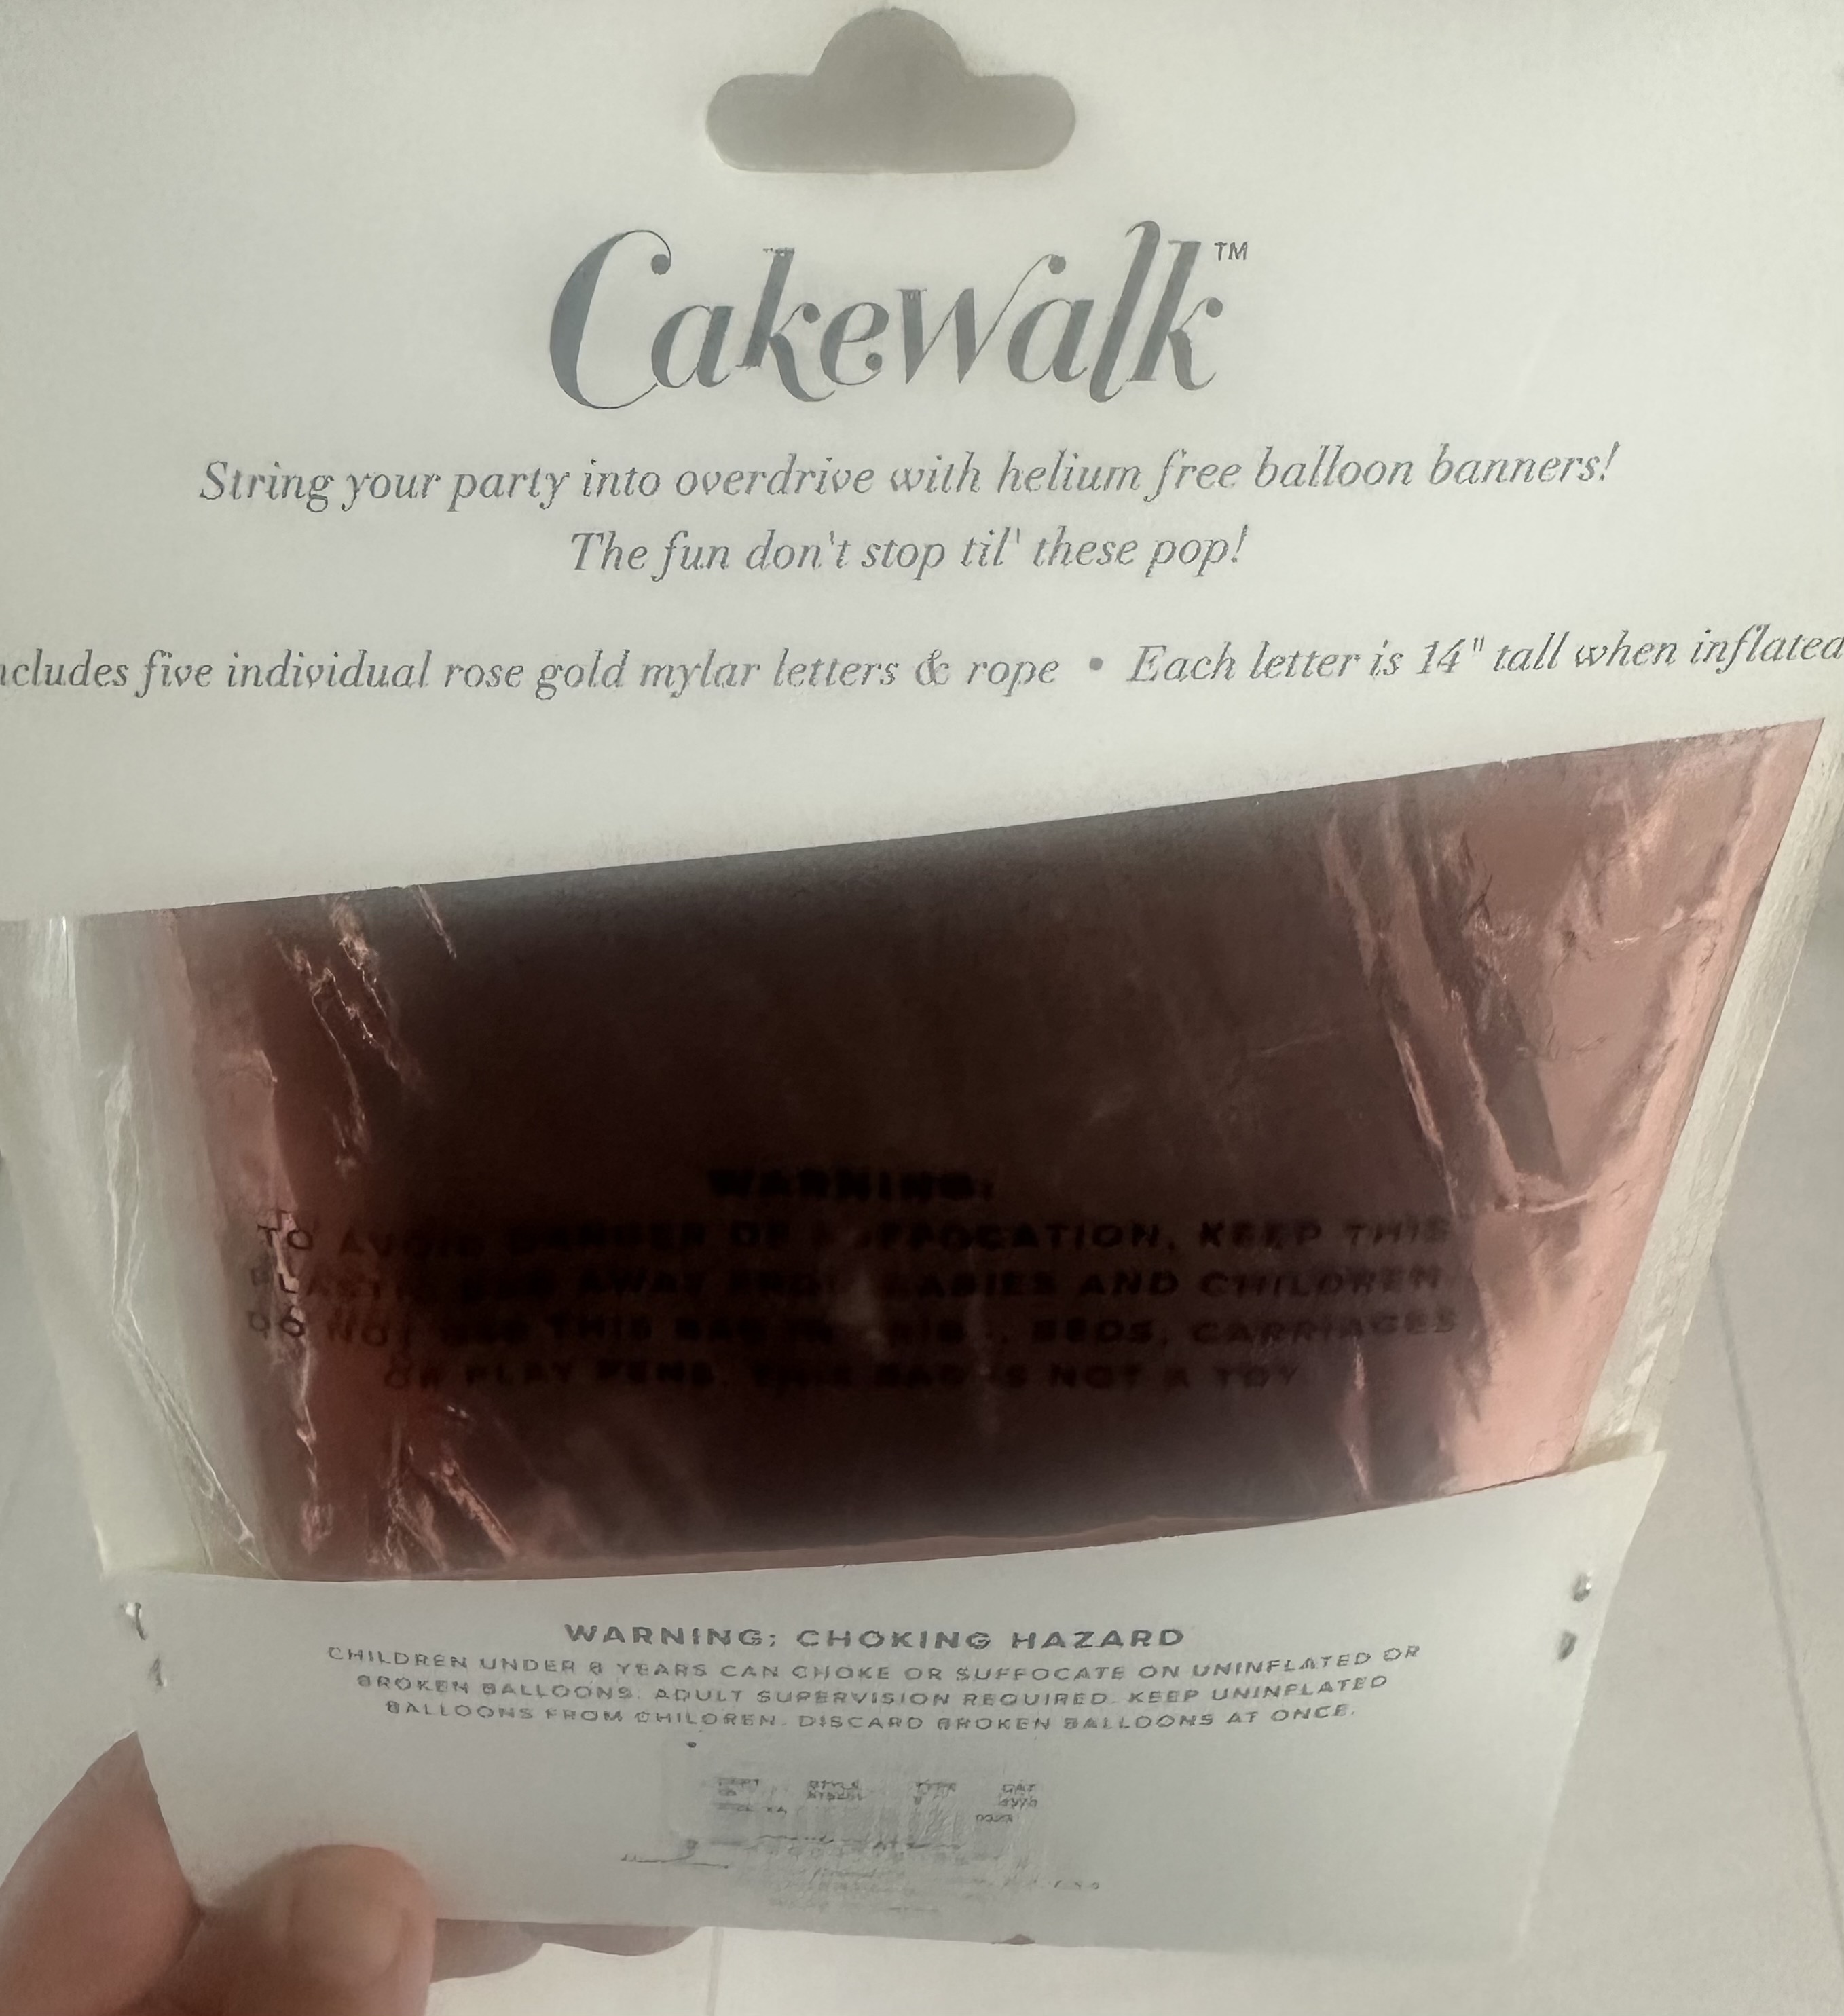 Cakewalk™
String your party into overdrive with helium free balloon banners!
The fun don't stop til' these pop!
five individual rose gold mylar letters & rope • Each letter is 14" tall when inflated
WARNING:
TO AVOID DANGER OF SUFFOCATION, KEEP THIS
PLASTIC BAG AWAY FROM BABIES AND CHILDREN
DO NOT USE THIS BAG IN BEDS, CARRIAGES
OR PLAY PENS. THIS BAG IS NOT A TOY
WARNING: CHOKING HAZARD
CHILDREN UNDER 8 YEARS CAN CHOKE OR SUFFOCATE ON UNINFLATED OR
BROKEN BALLOONS. ADULT SUPERVISION REQUIRED. KEEP UNINFLATED
BALLOONS FROM CHILDREN. DISCARD BROKEN BALLOONS AT ONCE.
STYLE TYPE CAT